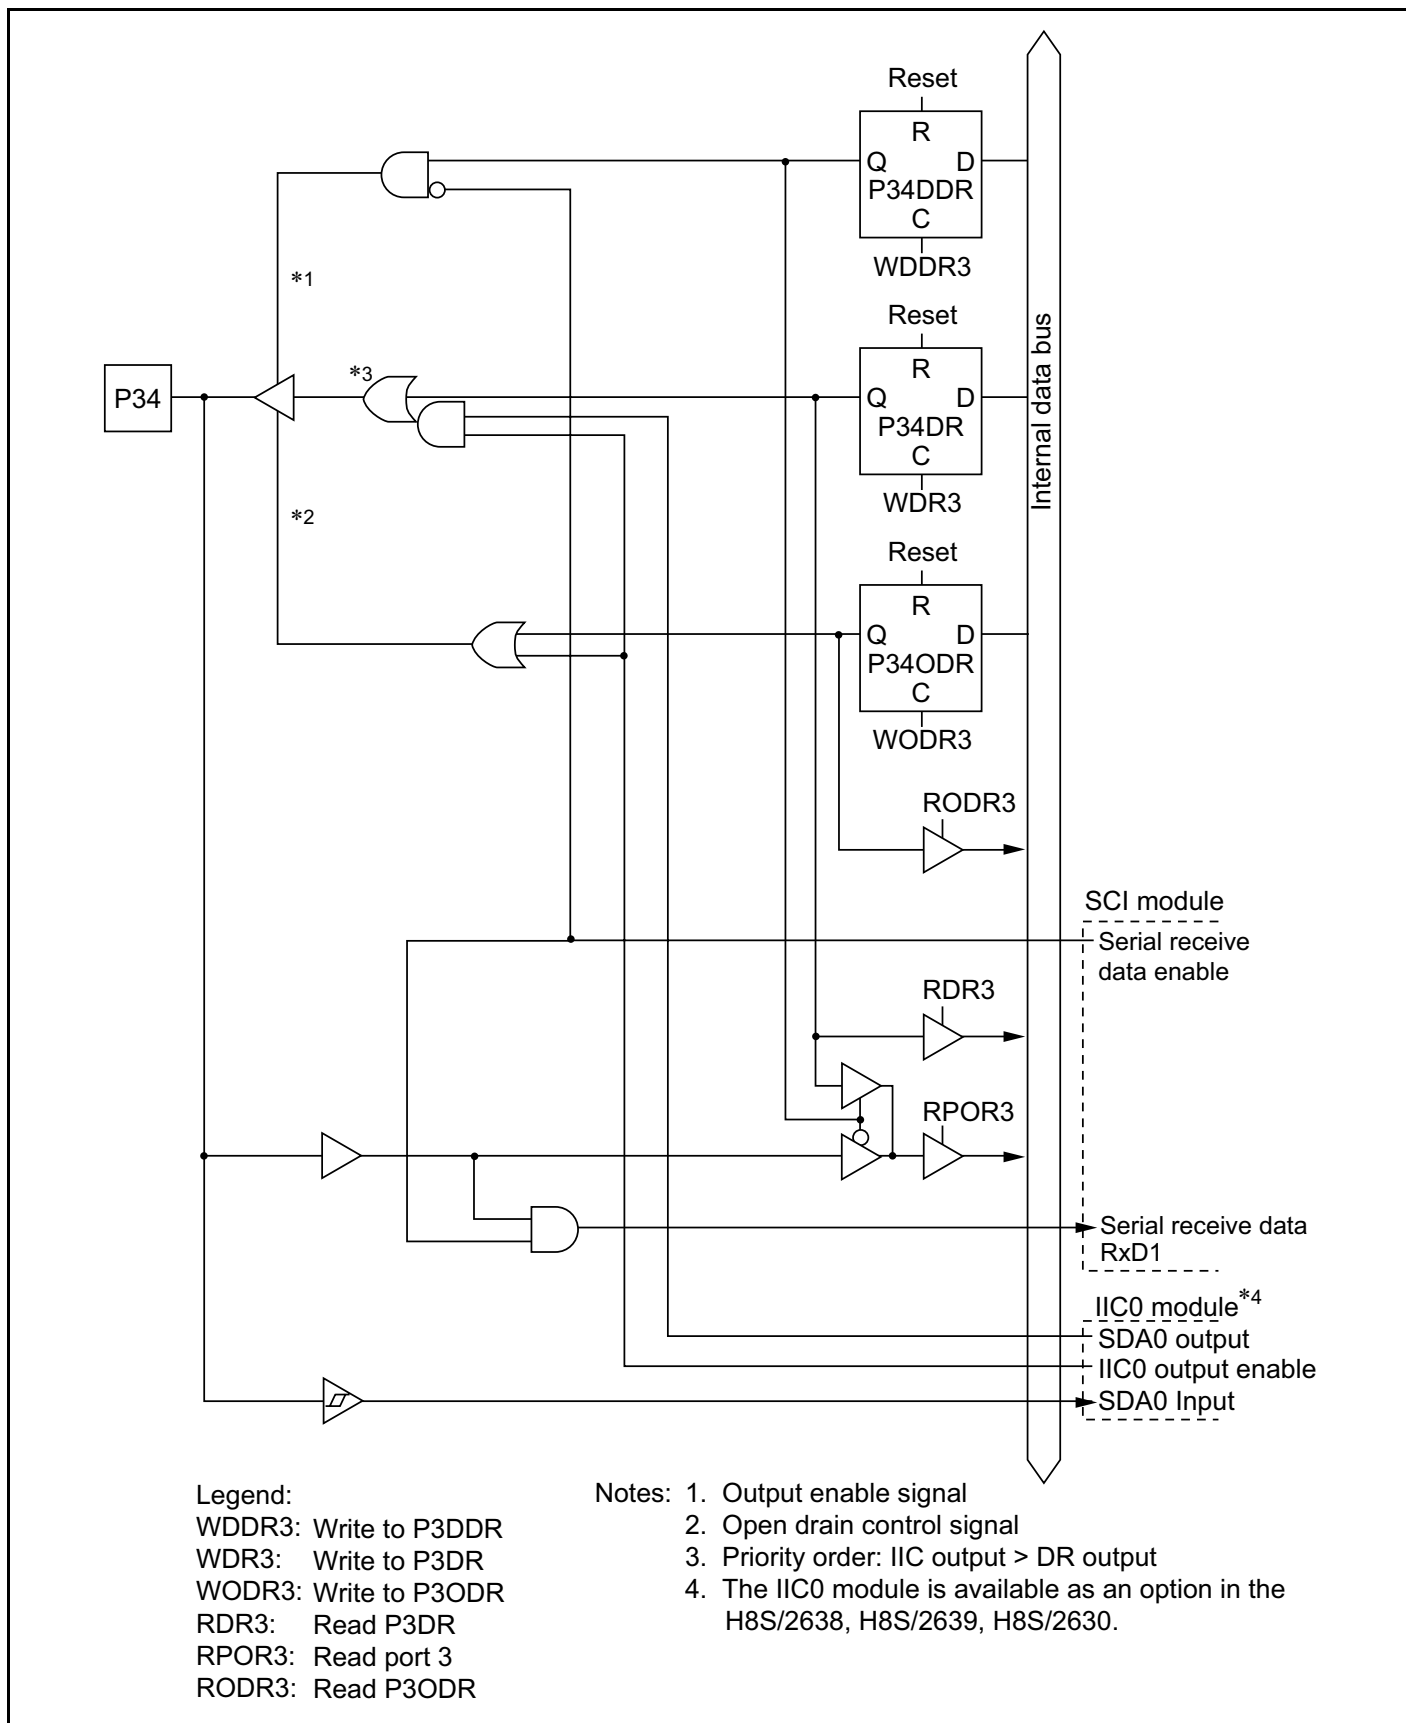 Reset
R
Q D
P34DDR
C
WDDR3
*1
Reset
R
P34
*3
Q D
P34DR
C
WDR3
Internal data bus
*2
Reset
R
Q D
P34ODR
C
WODR3
RODR3
SCI module
Serial receive
data enable
RDR3
RPOR3
Serial receive data
RxD1
IIC0 module*4
SDA0 output
IIC0 output enable
SDA0 Input
Legend:
WDDR3: Write to P3DDR
WDR3: Write to P3DR
WODR3: Write to P3ODR
RDR3: Read P3DR
RPOR3: Read port 3
RODR3: Read P3ODR
Notes: 1. Output enable signal
2. Open drain control signal
3. Priority order: IIC output > DR output
4. The IIC0 module is available as an option in the
H8S/2638, H8S/2639, H8S/2630.